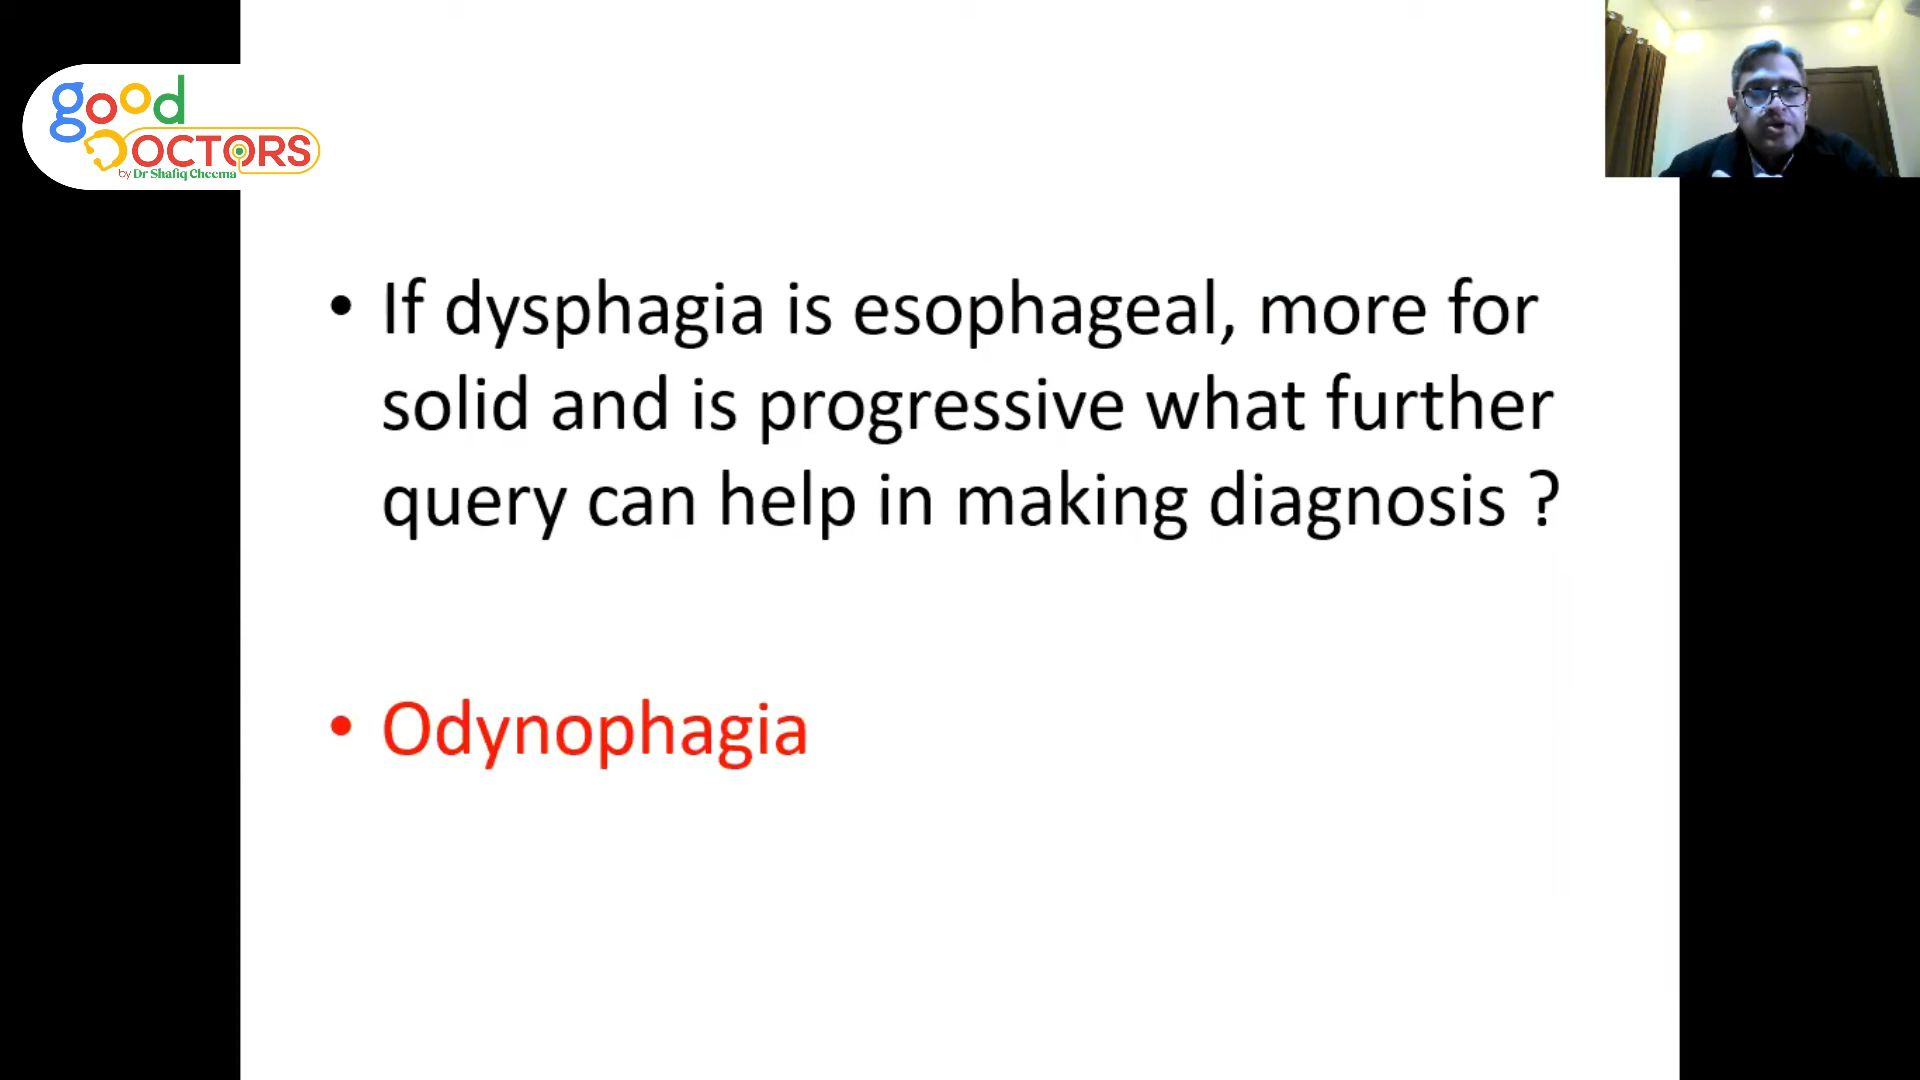 good
DOCTORS
by Dr Shafiq Cheema
• If dysphagia is esophageal, more for
solid and is progressive what further
query can help in making diagnosis ?
• Odynophagia